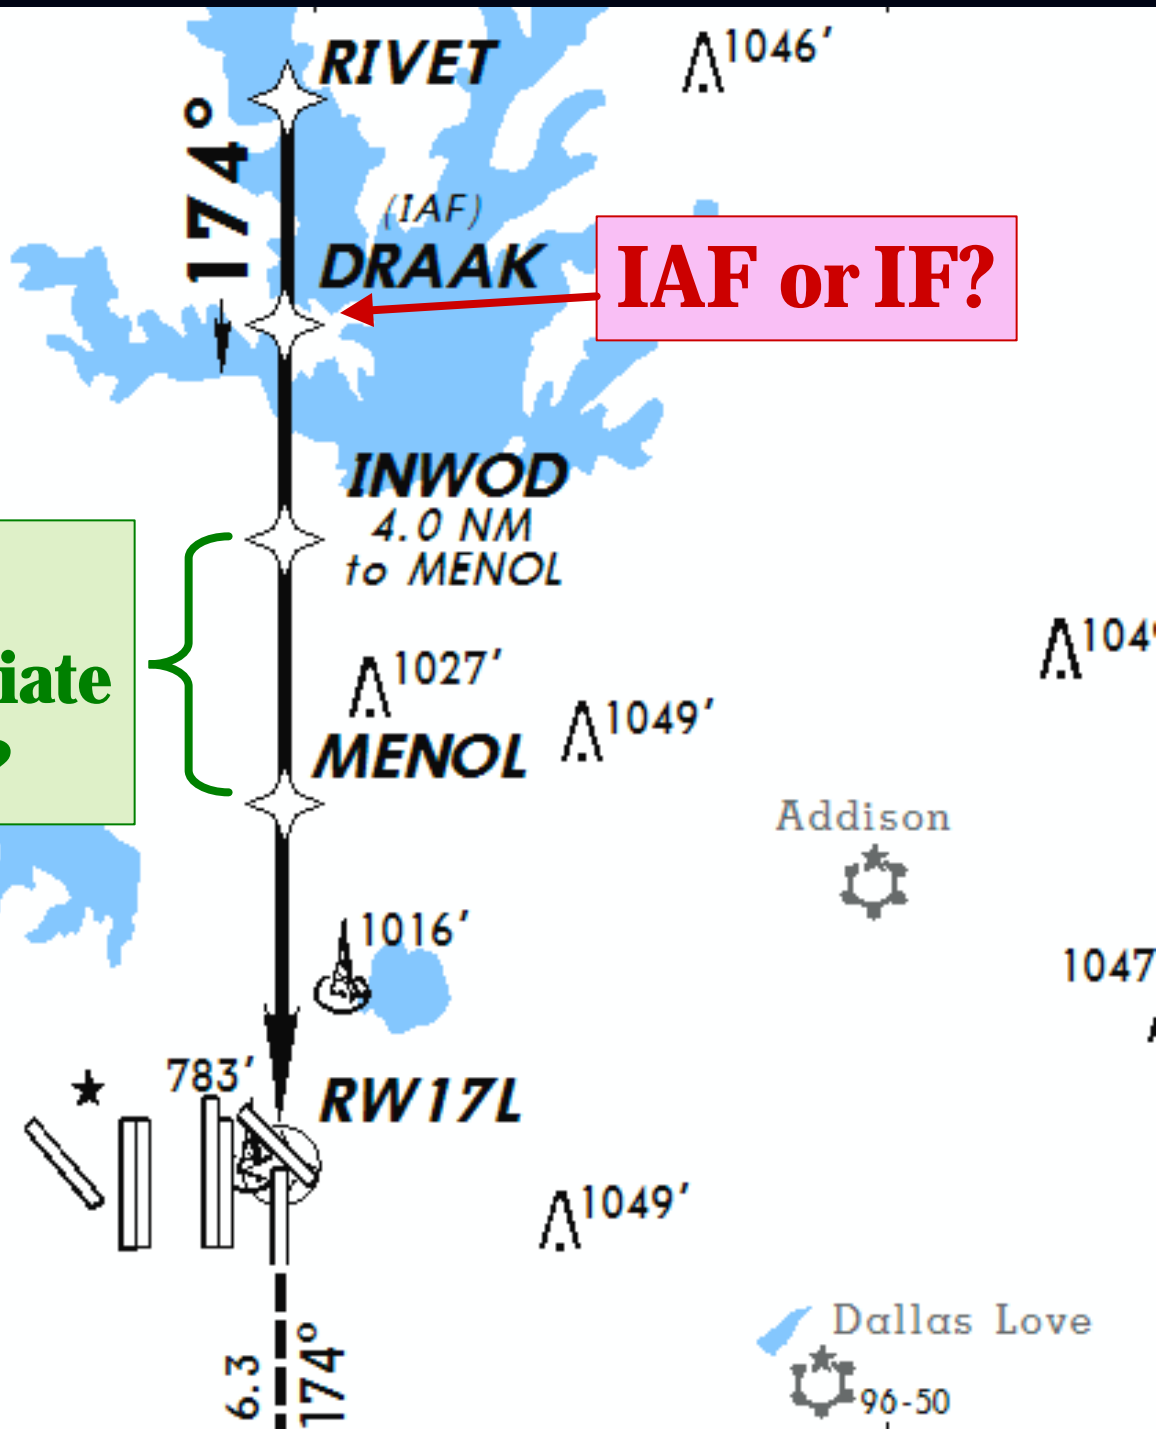 RIVET
1046'
174°
(IAF)
DRAAK
IAF or IF?
INWOD
4.0 NM
to MENOL
1027'
1049'
iate
?
MENOL
Addison
1016'
1047
783'
RW17L
1049'
Dallas Love
96-50
6.3
174°